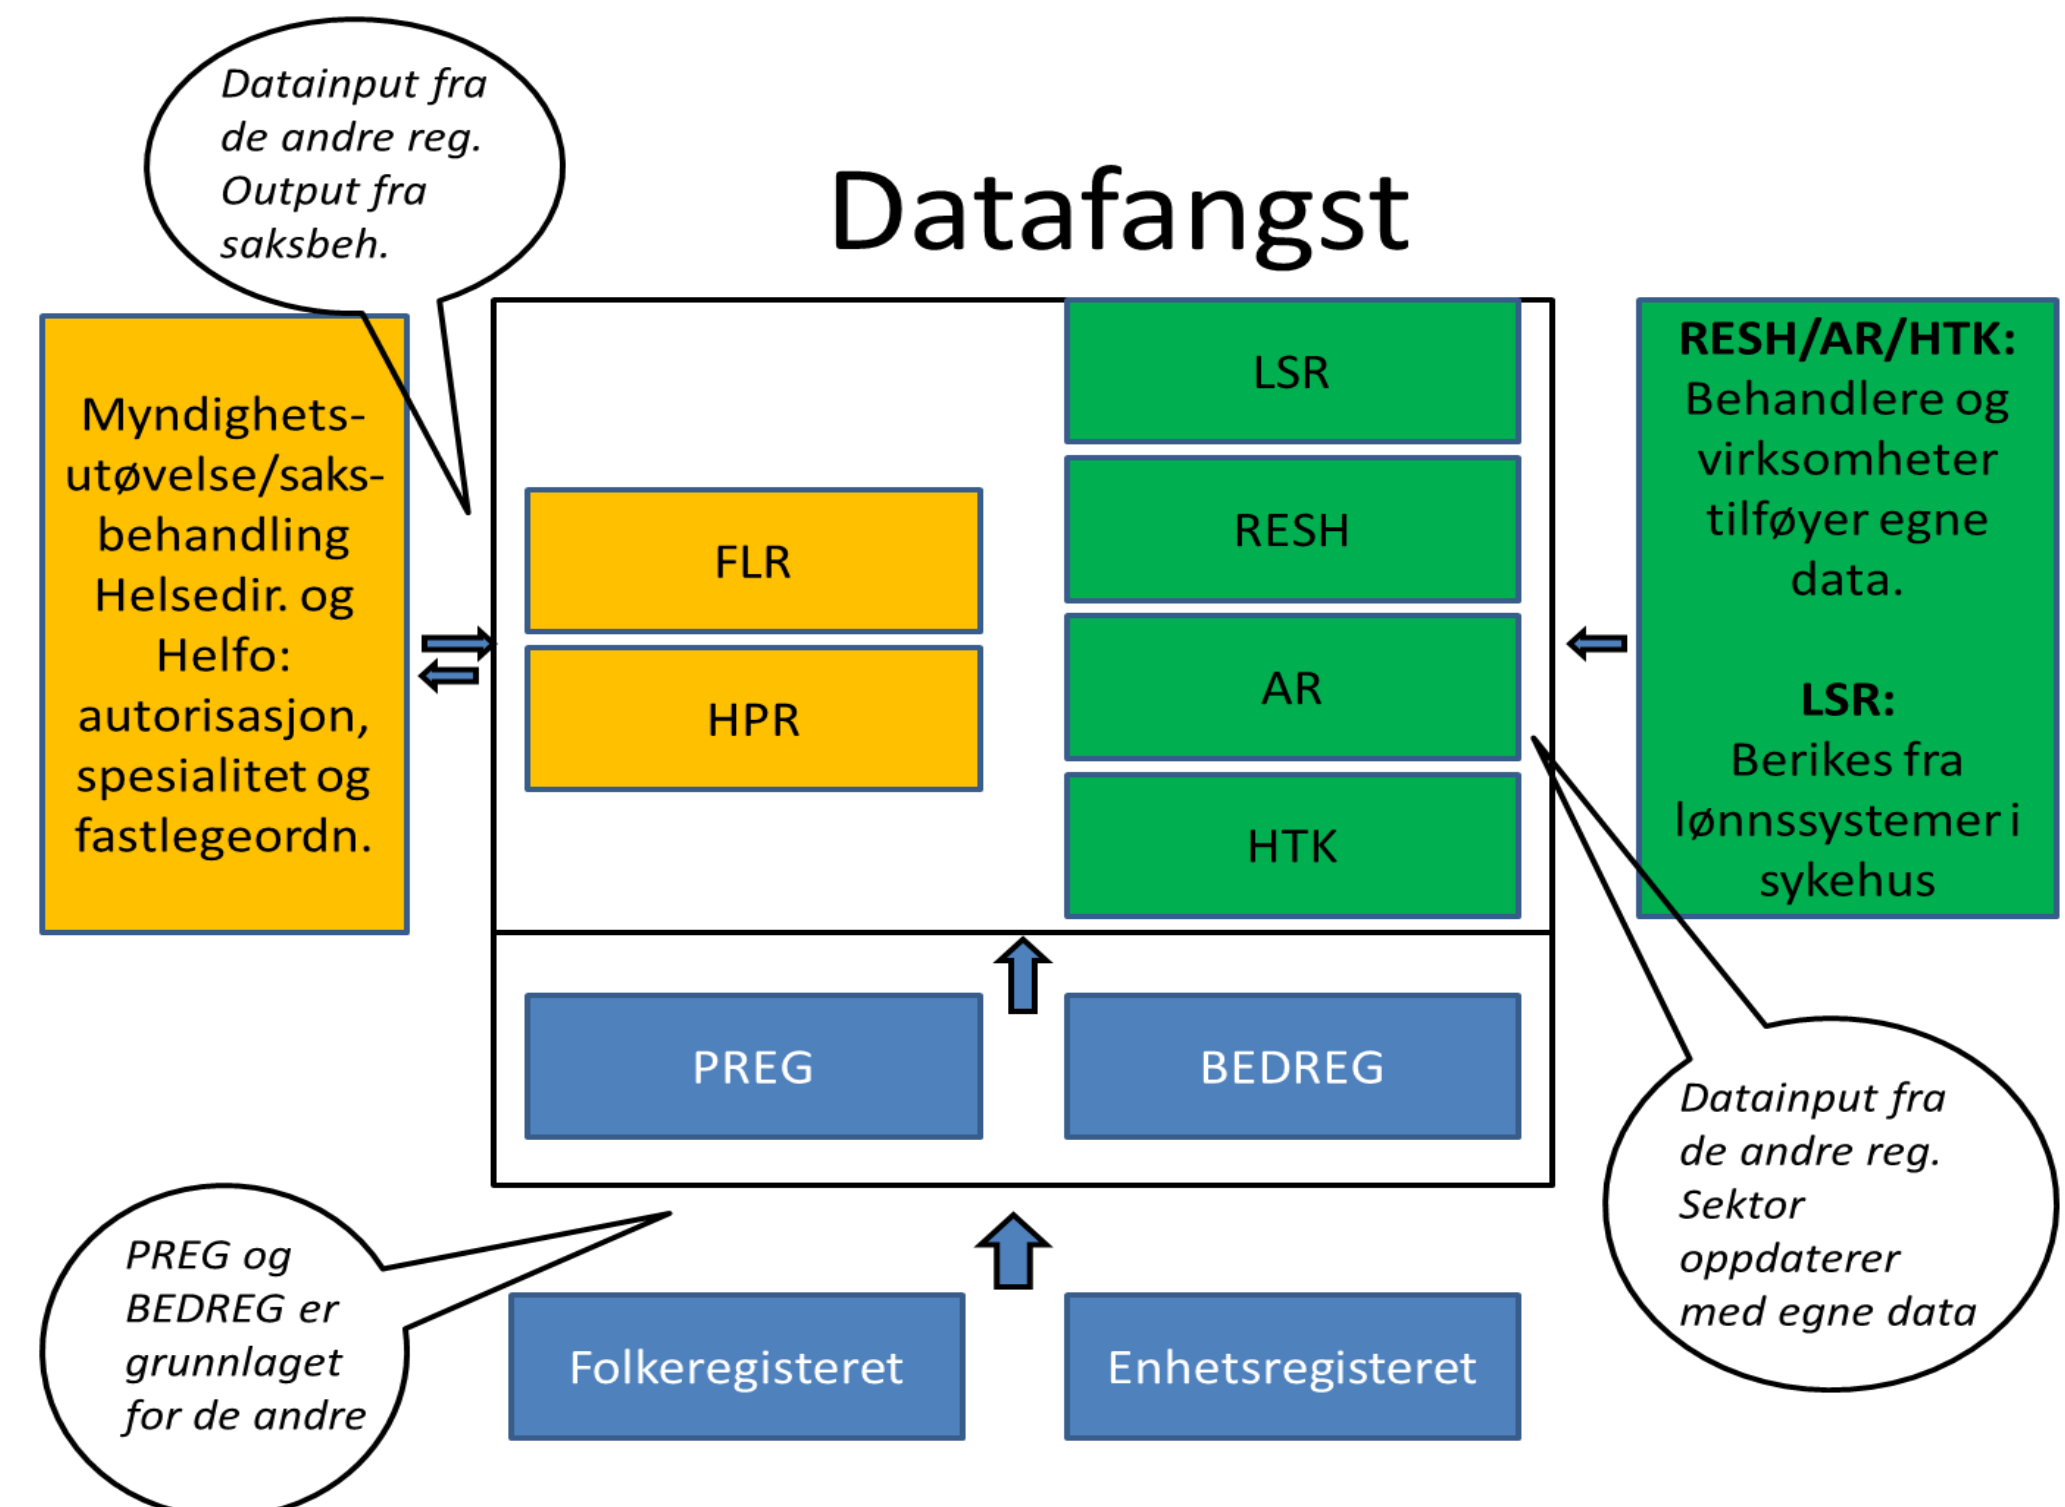 Datainput fra
de andre reg.
Output fra
saksbeh.
Datafangst
Myndighets-
utøvelse/saks-
behandling
Helsedir. og
Helfo:
autorisasjon,
spesialitet og
fastlegeordn.
FLR
HPR
LSR
RESH
AR
HTK
RESH/AR/HTK:
Behandlere og
virksomheter
tilføyer egne
data.
LSR:
Berikes fra
lønnssystemer i
sykehus
PREG
BEDREG
Datainput fra
de andre reg.
Sektor
oppdaterer
med egne data
PREG og
BEDREG er
grunnlaget
for de andre
Folkeregisteret
Enhetsregisteret